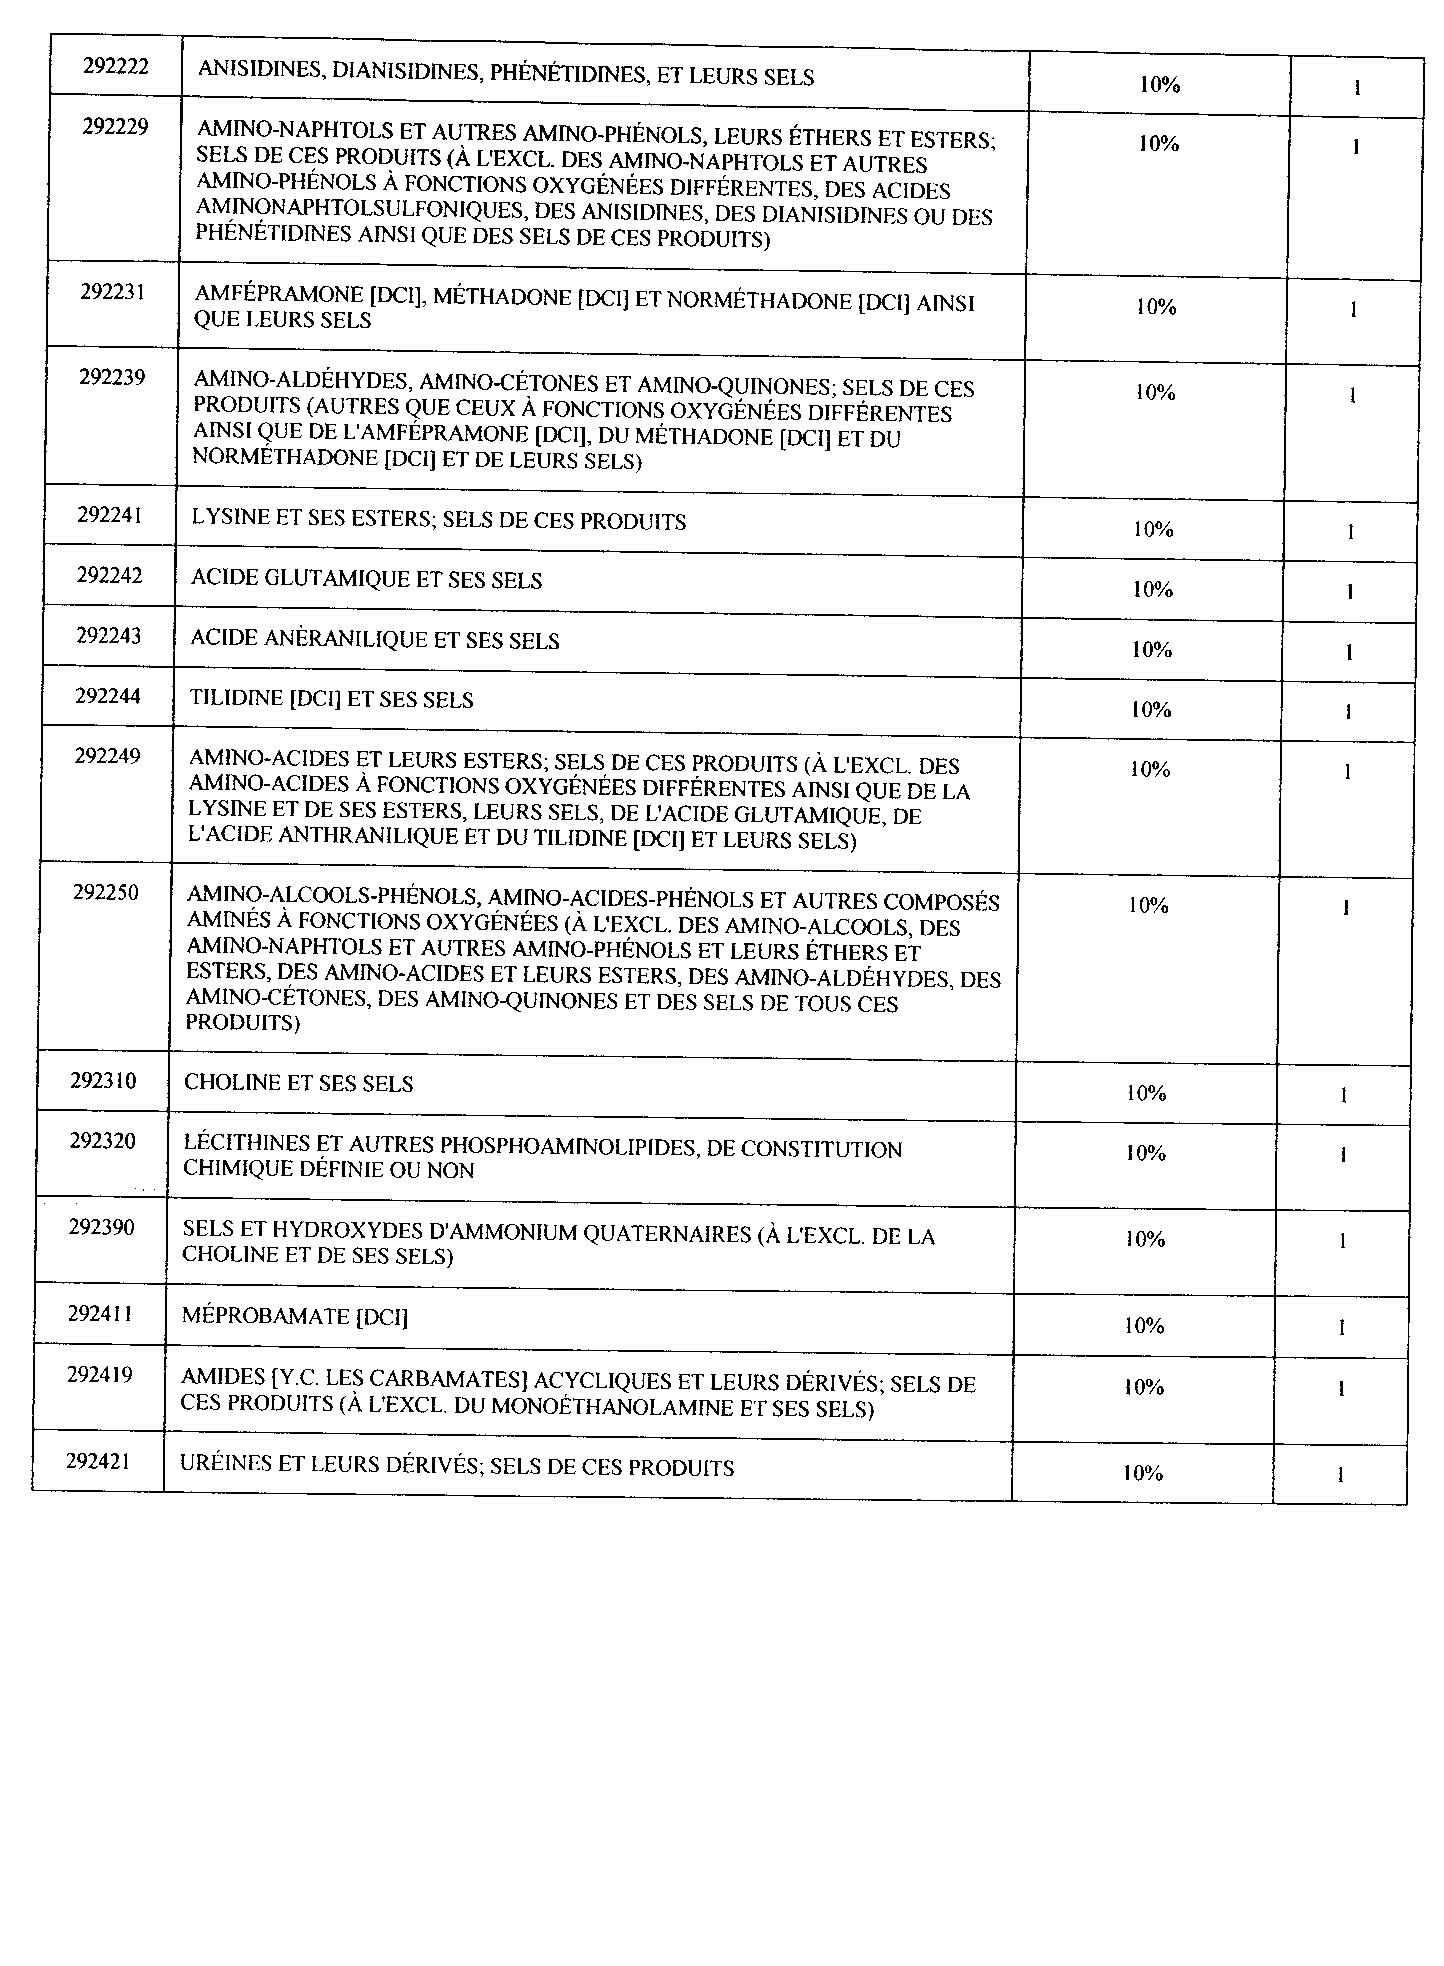 292222 ANISIDINES, DIANISIDINES, PHÉNÉTIDINES, ET LEURS SELS 10% 1
292229 AMINO-NAPHTOLS ET AUTRES AMINO-PHÉNOLS, LEURS ÉTHERS ET ESTERS; 10% 1
SELS DE CES PRODUITS (À L'EXCL. DES AMINO-NAPHTOLS ET AUTRES
AMINO-PHÉNOLS À FONCTIONS OXYGÉNÉES DIFFÉRENTES, DES ACIDES
AMINONAPHTOLSULFONIQUES, DES ANISIDINES, DES DIANISIDINES OU DES
PHÉNÉTIDINES AINSI QUE DES SELS DE CES PRODUITS)
292231 AMFÉPRAMONE [DCI], MÉTHADONE [DCI] ET NORMÉTHADONE [DCI] AINSI 10% 1
QUE LEURS SELS
292239 AMINO-ALDÉHYDES, AMINO-CÉTONES ET AMINO-QUINONES; SELS DE CES 10% 1
PRODUITS (AUTRES QUE CEUX À FONCTIONS OXYGÉNÉES DIFFÉRENTES
AINSI QUE DE L'AMFÉPRAMONE [DCI], DU MÉTHADONE [DCI] ET DU
NORMÉTHADONE [DCI] ET DE LEURS SELS)
292241 LYSINE ET SES ESTERS; SELS DE CES PRODUITS 10% 1
292242 ACIDE GLUTAMIQUE ET SES SELS 10% 1
292243 ACIDE ANÈRANILIQUE ET SES SELS 10% 1
292244 TILIDINE [DCI] ET SES SELS 10% 1
292249 AMINO-ACIDES ET LEURS ESTERS; SELS DE CES PRODUITS (À L'EXCL. DES 10% 1
AMINO-ACIDES À FONCTIONS OXYGÉNÉES DIFFÉRENTES AINSI QUE DE LA
LYSINE ET DE SES ESTERS, LEURS SELS, DE L'ACIDE GLUTAMIQUE, DE
L'ACIDE ANTHRANILIQUE ET DU TILIDINE [DCI] ET LEURS SELS)
292250 AMINO-ALCOOLS-PHÉNOLS, AMINO-ACIDES-PHÉNOLS ET AUTRES COMPOSÉS 10% 1
AMINÉS À FONCTIONS OXYGÉNÉES (À L'EXCL. DES AMINO-ALCOOLS, DES
AMINO-NAPHTOLS ET AUTRES AMINO-PHÉNOLS ET LEURS ÉTHERS ET
ESTERS, DES AMINO-ACIDES ET LEURS ESTERS, DES AMINO-ALDÉHYDES, DES
AMINO-CÉTONES, DES AMINO-QUINONES ET DES SELS DE TOUS CES
PRODUITS)
292310 CHOLINE ET SES SELS 10% 1
292320 LÉCITHINES ET AUTRES PHOSPHOAMINOLIPIDES, DE CONSTITUTION 10% 1
CHIMIQUE DÉFINIE OU NON
292390 SELS ET HYDROXYDES D'AMMONIUM QUATERNAIRES (À L'EXCL. DE LA 10% 1
CHOLINE ET DE SES SELS)
292411 MÉPROBAMATE [DCI] 10% 1
292419 AMIDES [Y.C. LES CARBAMATES] ACYCLIQUES ET LEURS DÉRIVÉS; SELS DE 10% 1
CES PRODUITS (À L'EXCL. DU MONOÉTHANOLAMINE ET SES SELS)
292421 URÉINES ET LEURS DÉRIVÉS; SELS DE CES PRODUITS 10% 1